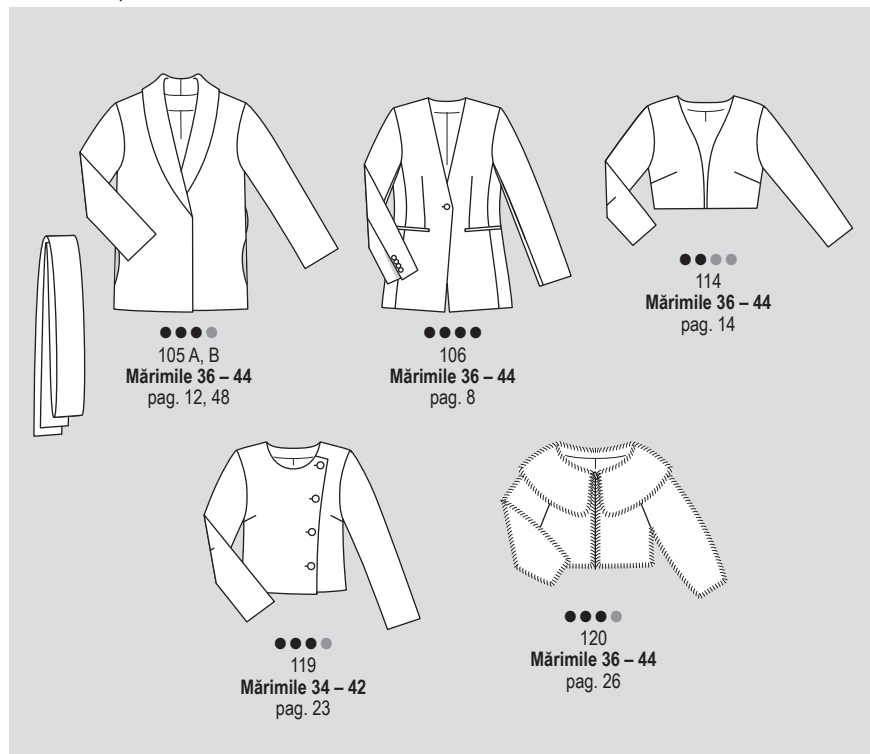 105 A, B
Mărimile 36 – 44
pag. 12, 48
106
Mărimile 36 – 44
pag. 8
114
Mărimile 36 – 44
pag. 14
119
Mărimile 34 – 42
pag. 23
120
Mărimile 36 – 44
pag. 26